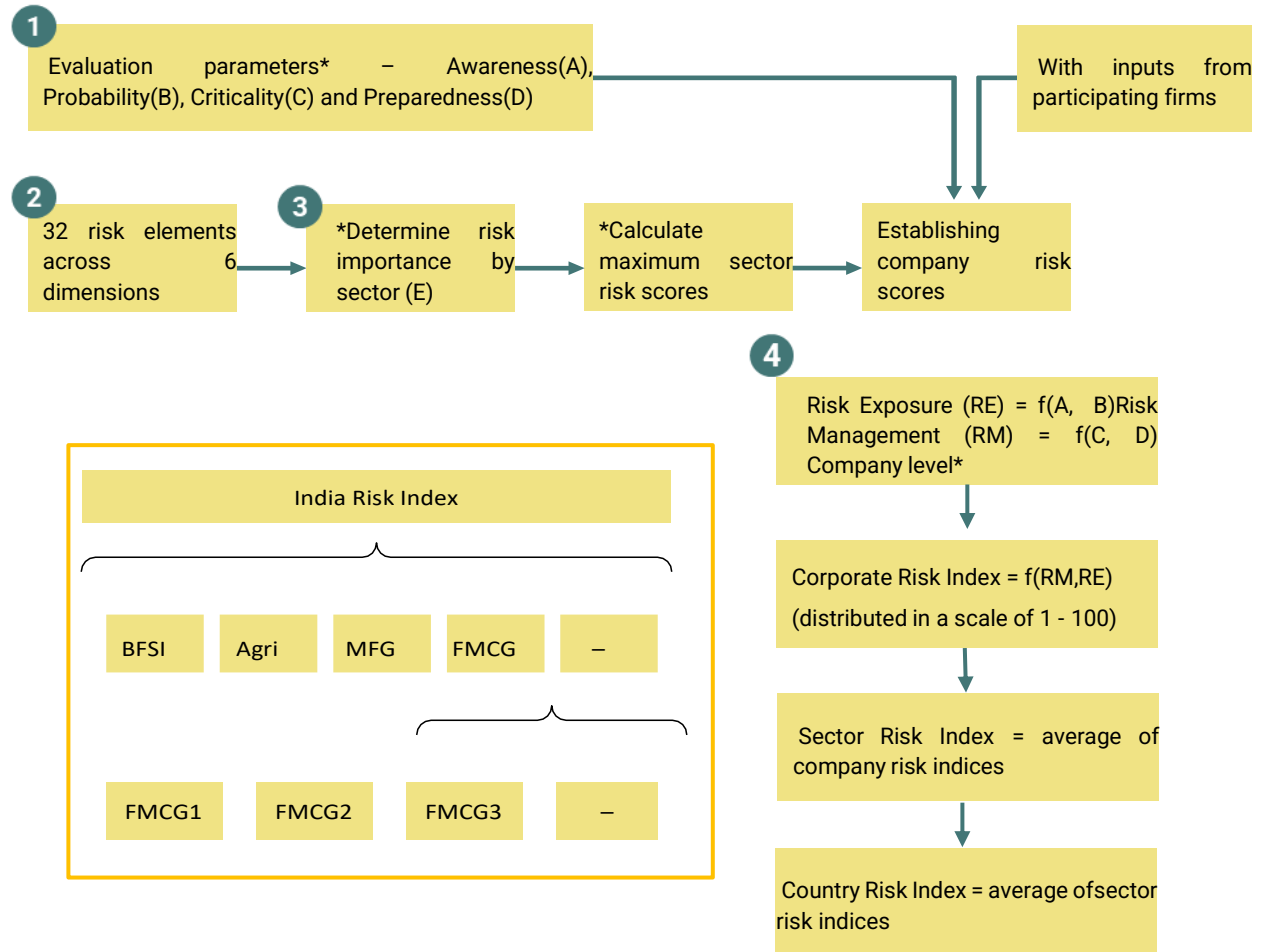 1
Evaluation parameters* – Awareness(A),
Probability(B), Criticality(C) and Preparedness(D)
With inputs from
participating firms
2
32 risk elements
across 6
dimensions
3
*Determine risk
importance by
sector (E)
*Calculate
maximum sector
risk scores
Establishing
company risk
scores
4
Risk Exposure (RE) = f(A, B)Risk
Management (RM) = f(C, D)
Company level*
Corporate Risk Index = f(RM,RE)
(distributed in a scale of 1 - 100)
Sector Risk Index = average of
company risk indices
Country Risk Index = average ofsector
risk indices
India Risk Index
BFSI Agri MFG FMCG –
FMCG1 FMCG2 FMCG3 –